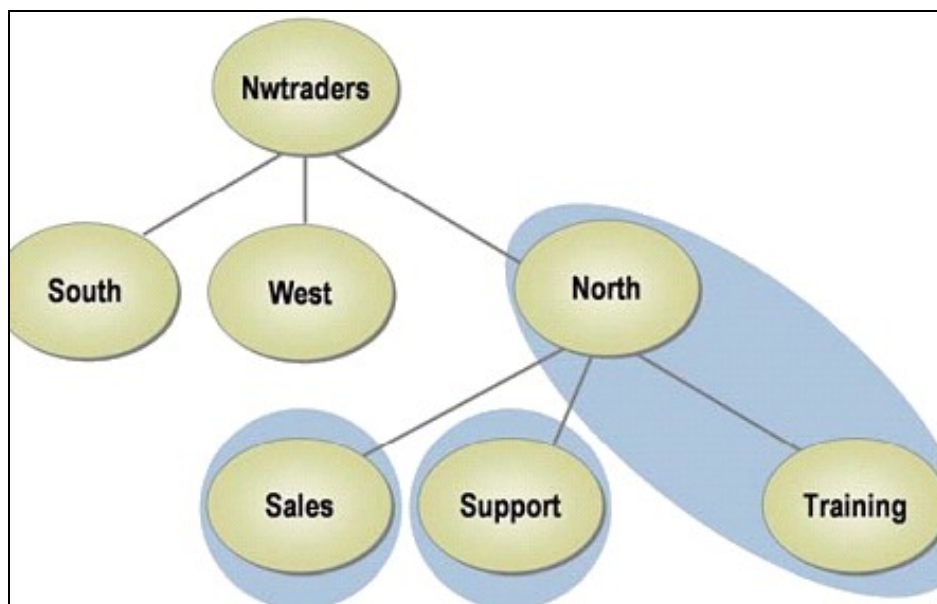 Nwtraders
South
West
North
Sales
Support
Training